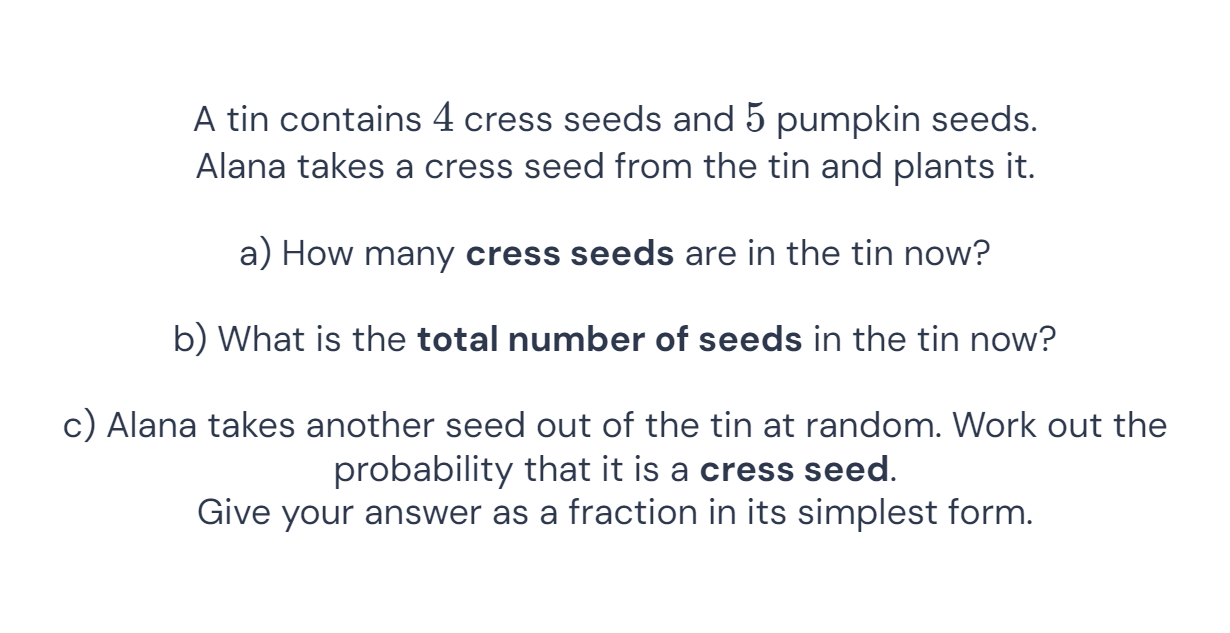 A tin contains 4 cress seeds and 5 pumpkin seeds.
Alana takes a cress seed from the tin and plants it.
a) How many cress seeds are in the tin now?
b) What is the total number of seeds in the tin now?
c) Alana takes another seed out of the tin at random. Work out the
probability that it is a cress seed.
Give your answer as a fraction in its simplest form.